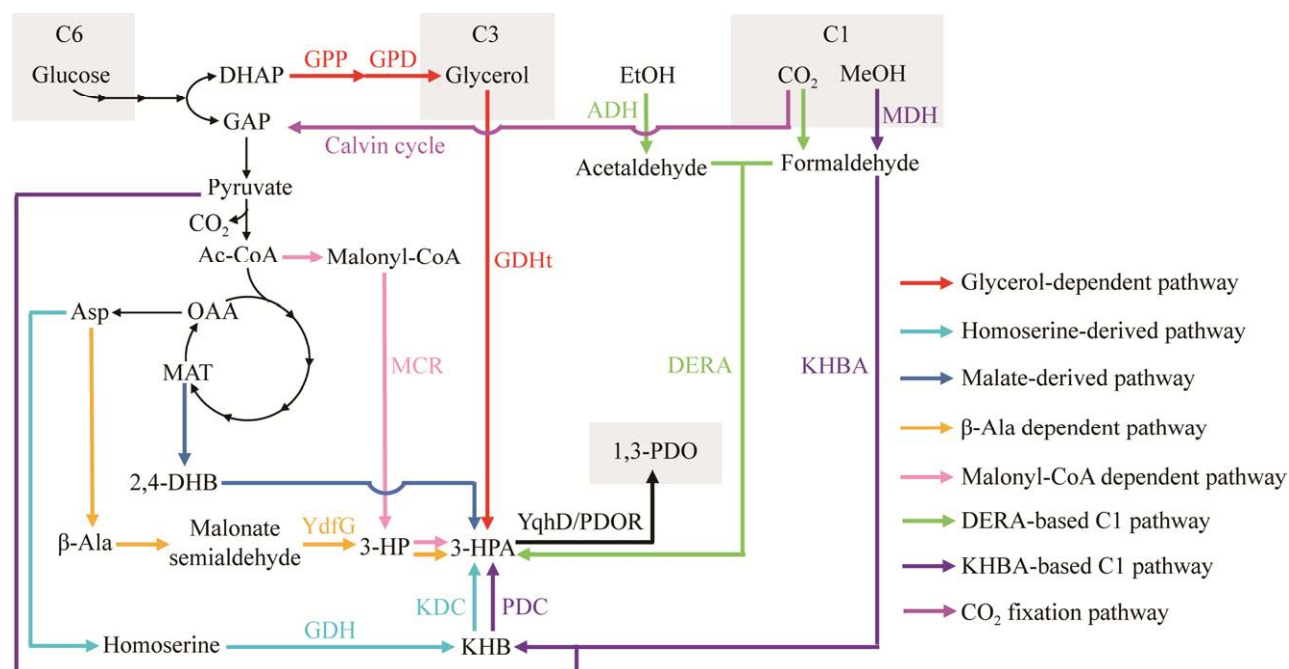 C6
C3
C1
Glucose
DHAP
GPP
GPD
Glycerol
EtOH
CO₂
MeOH
GAP
ADH
MDH
Calvin cycle
Acetaldehyde
Formaldehyde
Pyruvate
CO₂
Ac-CoA
Malonyl-CoA
GDHt
Asp
OAA
MAT
MCR
DERA
KHBA
2,4-DHB
1,3-PDO
β-Ala
Malonate
semialdehyde
YdfG
3-HP
3-HPA
YqhD/PDOR
KDC
PDC
Homoserine
GDH
KHB
Glycerol-dependent pathway
Homoserine-derived pathway
Malate-derived pathway
β-Ala dependent pathway
Malonyl-CoA dependent pathway
DERA-based C1 pathway
KHBA-based C1 pathway
CO₂ fixation pathway